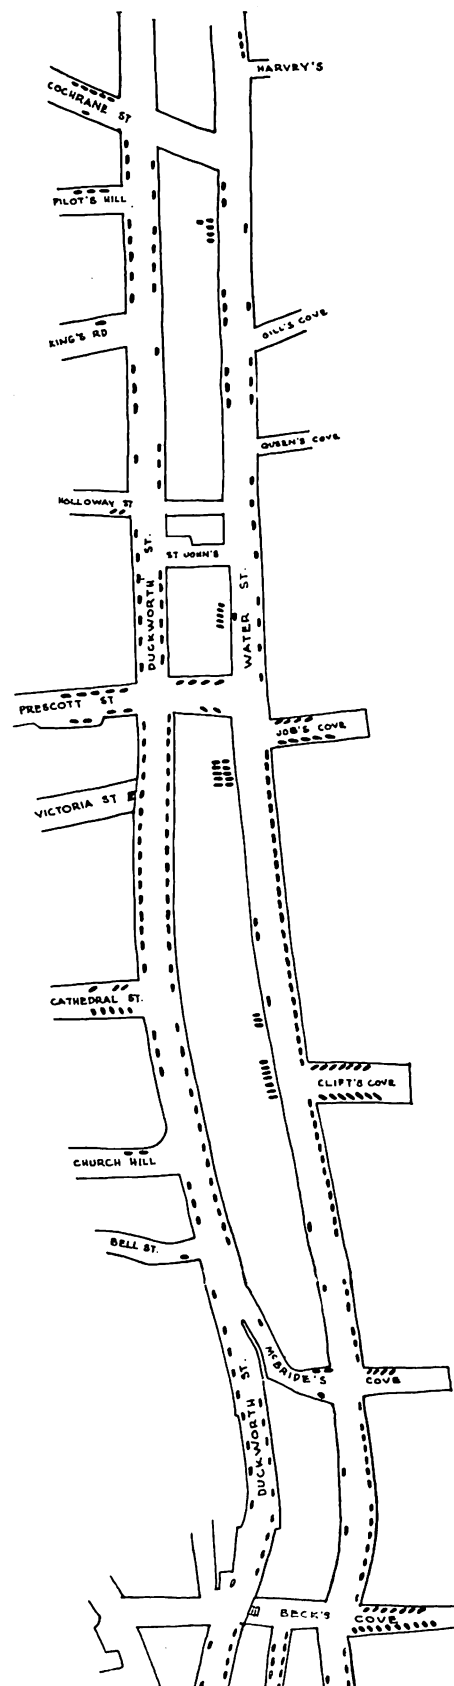 HARVEY'S
COCHRANE ST
PILOT'S HILL
GILL'S COVE
KING'S RD
QUEEN'S COVE
HOLLOWAY ST
ST JOHN'S
DUCKWORTH ST.
WATER ST.
PRESCOTT ST
JOB'S COVE
VICTORIA ST
CATHEDRAL ST.
CLIFT'S COVE
CHURCH HILL
BELL ST.
McBRIDE'S COVE
DUCKWORTH ST.
BECK'S COVE